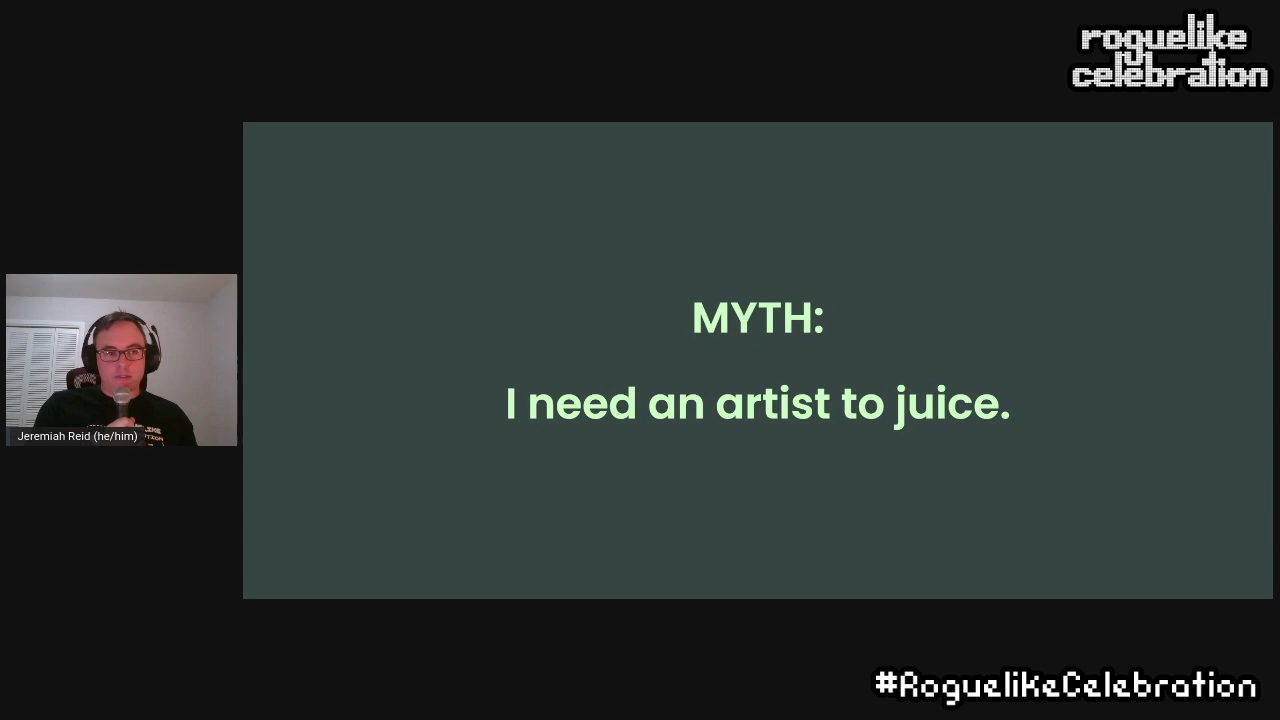 roguelike
celebration
MYTH:
I need an artist to juice.
Jeremiah Reid (he/him)
#RoguelikeCelebration